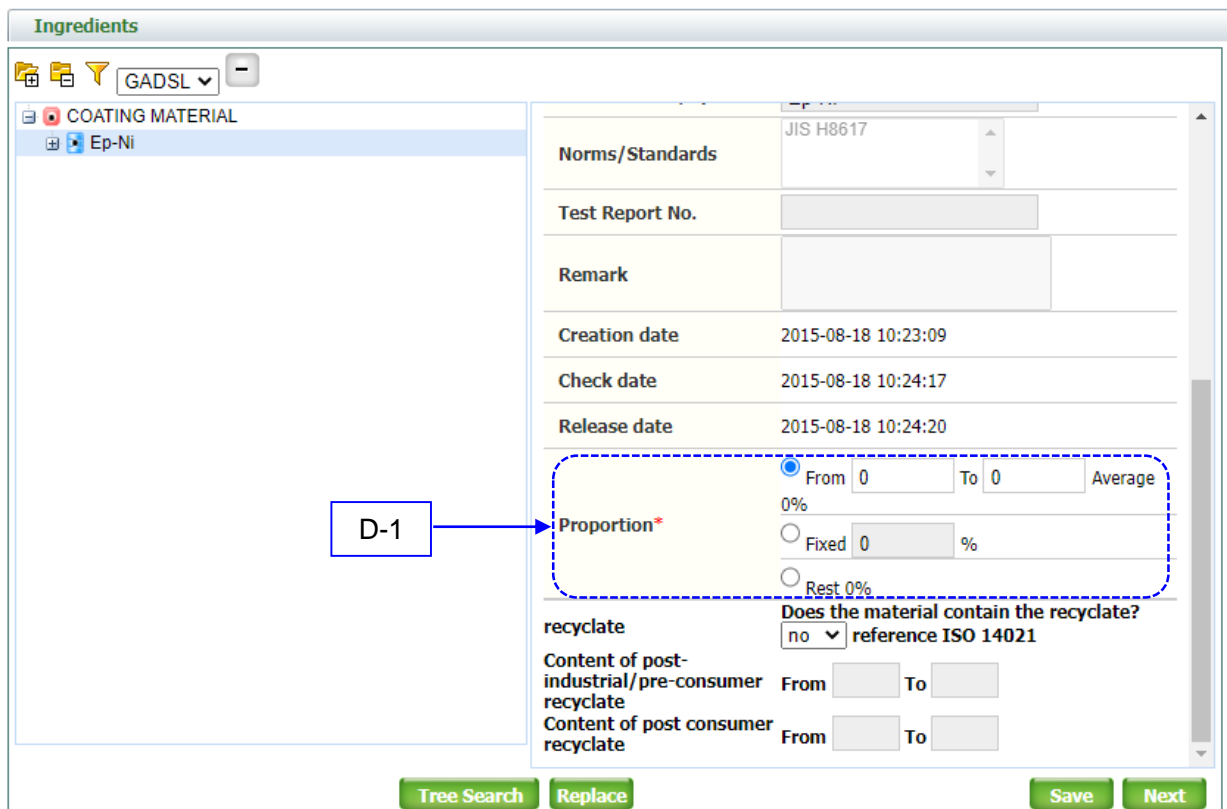 Ingredients
GADSL
COATING MATERIAL
Ep-Ni
Norms/Standards JIS H8617
Test Report No.
Remark
Creation date 2015-08-18 10:23:09
Check date 2015-08-18 10:24:17
Release date 2015-08-18 10:24:20
D-1
Proportion*
From 0 To 0 Average
0%
Fixed 0 %
Rest 0%
recyclate
Does the material contain the recyclate?
no reference ISO 14021
Content of post-
industrial/pre-consumer
recyclate
From To
Content of post consumer
recyclate
From To
Tree Search Replace Save Next